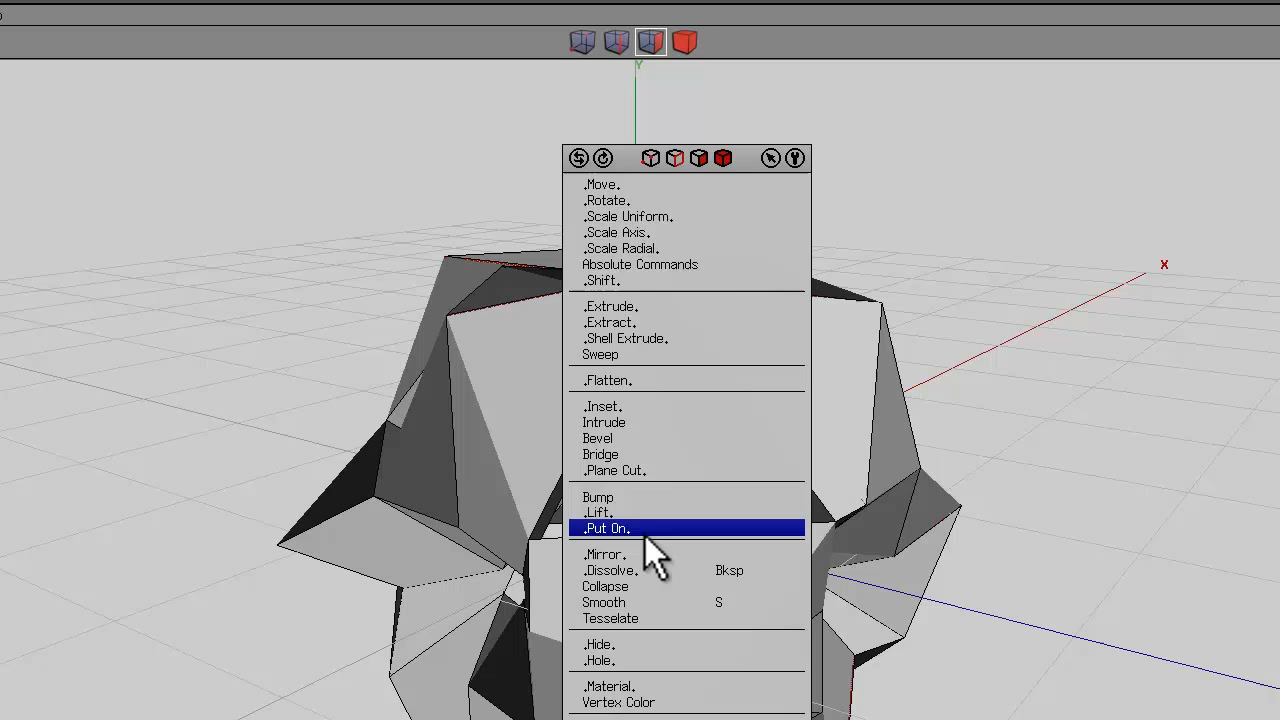 Y
X
.Move.
.Rotate.
.Scale Uniform.
.Scale Axis.
.Scale Radial.
Absolute Commands
.Shift.
.Extrude.
.Extract.
.Shell Extrude.
Sweep
.Flatten.
.Inset.
Intrude
Bevel
Bridge
.Plane Cut.
Bump
.Lift.
.Put On.
.Mirror.
.Dissolve. Bksp
Collapse
Smooth S
Tesselate
.Hide.
.Hole.
.Material.
Vertex Color